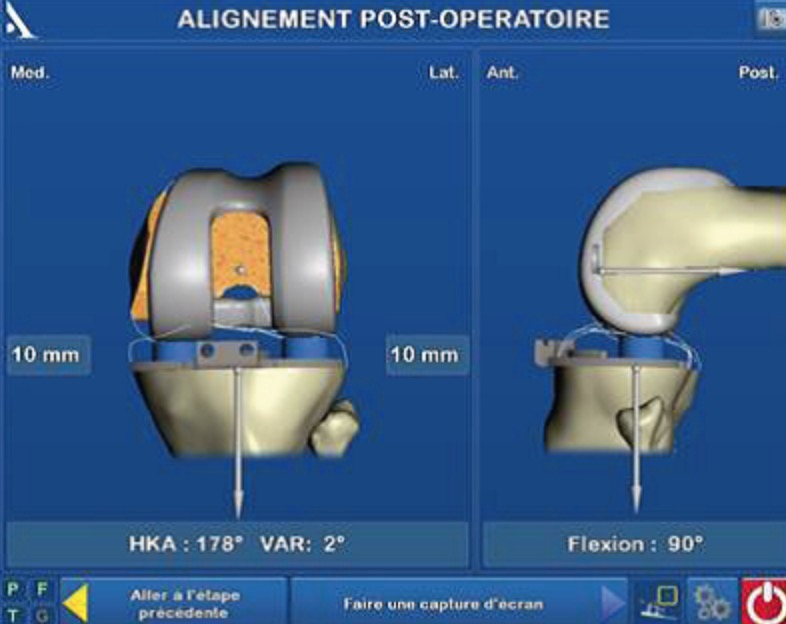 ALIGNEMENT POST-OPERATOIRE
Med. Lat. Ant. Post.
10 mm 10 mm
HKA : 178° VAR: 2° Flexion : 90°
P F
T G
Aller à l'étape
précédente
Faire une capture d'écran